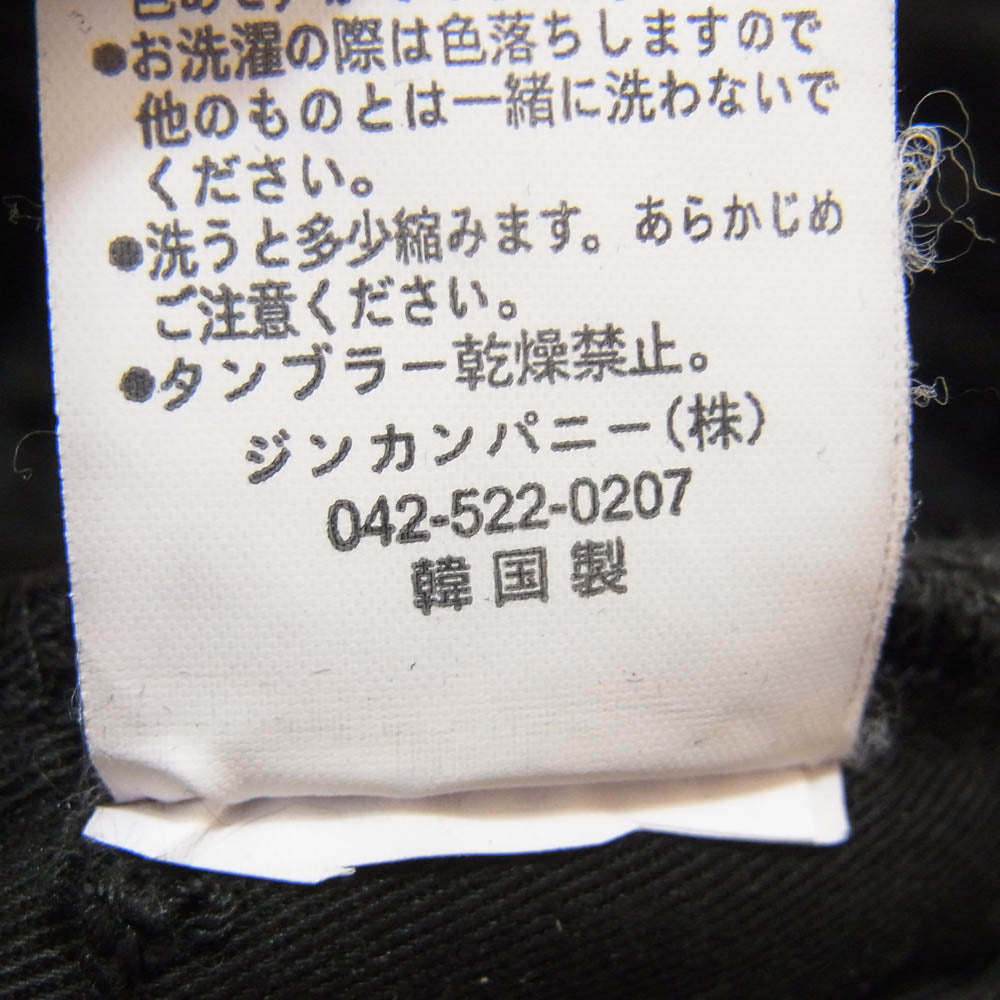 ●お洗濯の際は色落ちしますので
他のものとは一緒に洗わないで
ください。
●洗うと多少縮みます。あらかじめ
ご注意ください。
●タンブラー乾燥禁止。
ジンカンパニー(株)
042-522-0207
韓国製